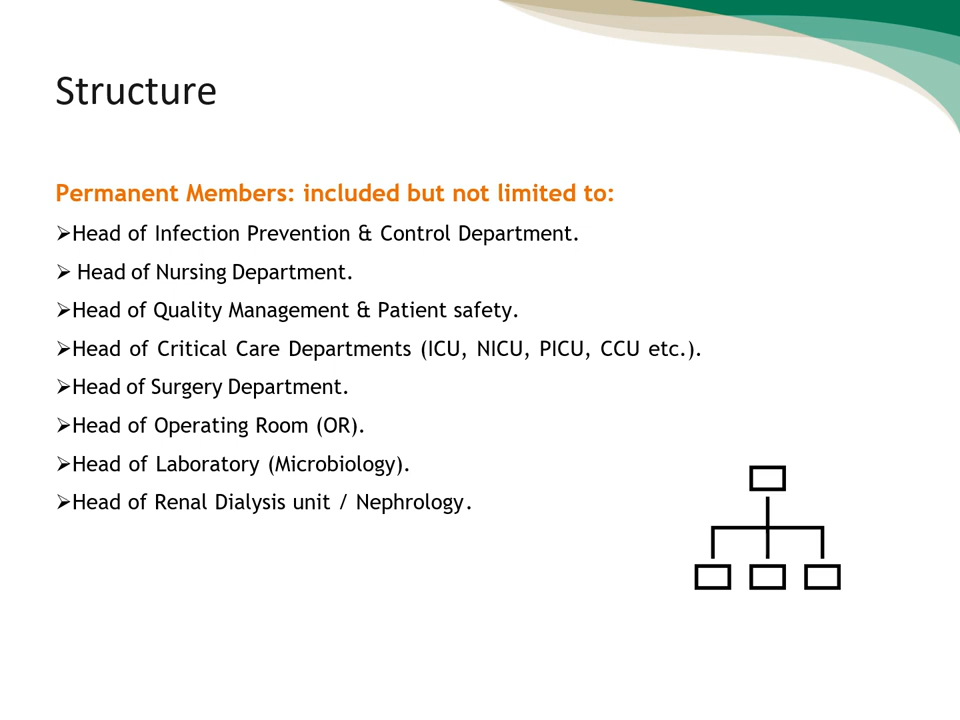 Structure
Permanent Members: included but not limited to:
➢Head of Infection Prevention & Control Department.
➢ Head of Nursing Department.
➢Head of Quality Management & Patient safety.
➢Head of Critical Care Departments (ICU, NICU, PICU, CCU etc.).
➢Head of Surgery Department.
➢Head of Operating Room (OR).
➢Head of Laboratory (Microbiology).
➢Head of Renal Dialysis unit / Nephrology.